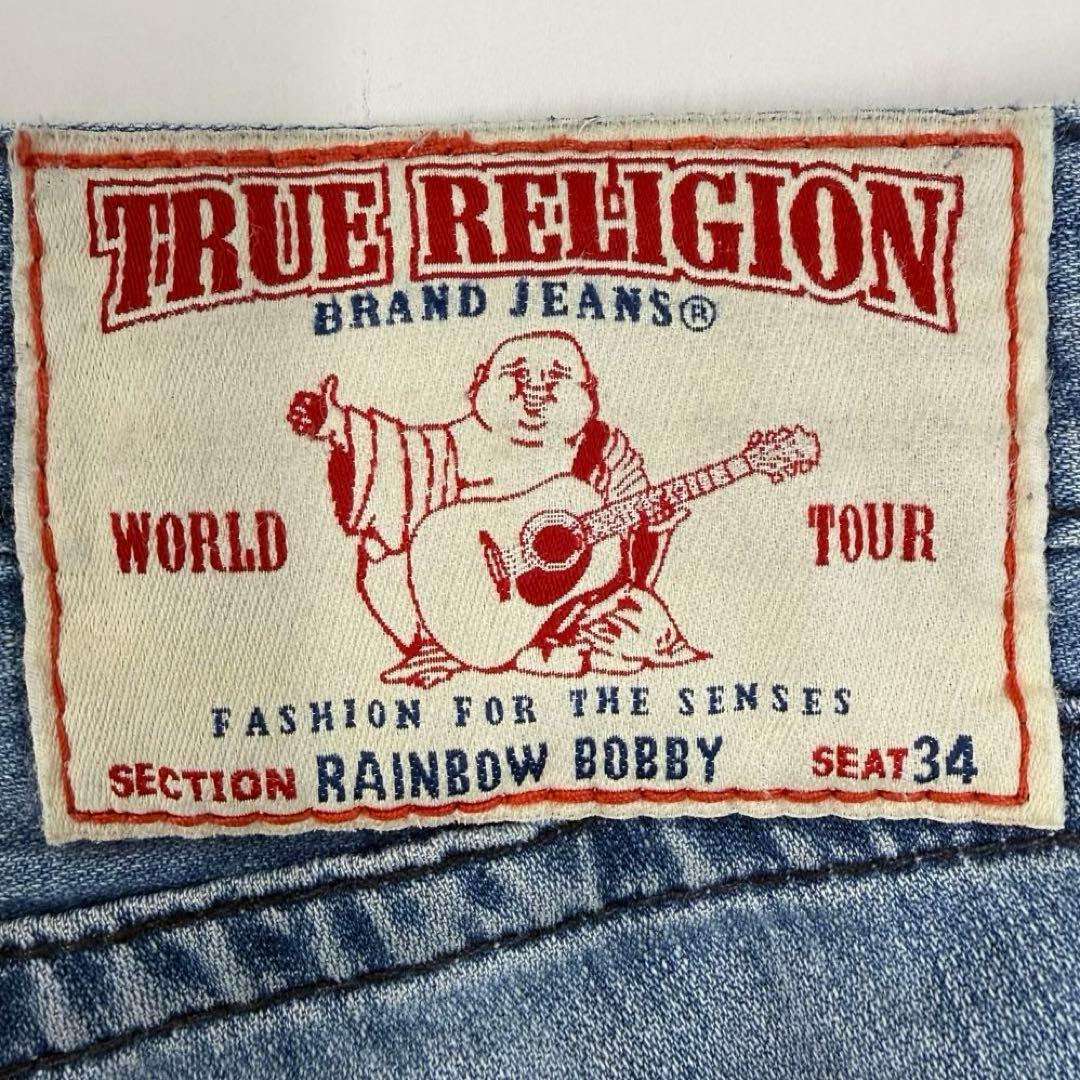 TRUE RELIGION
BRAND JEANS®
WORLD TOUR
FASHION FOR THE SENSES
SECTION RAINBOW BOBBY SEAT 34